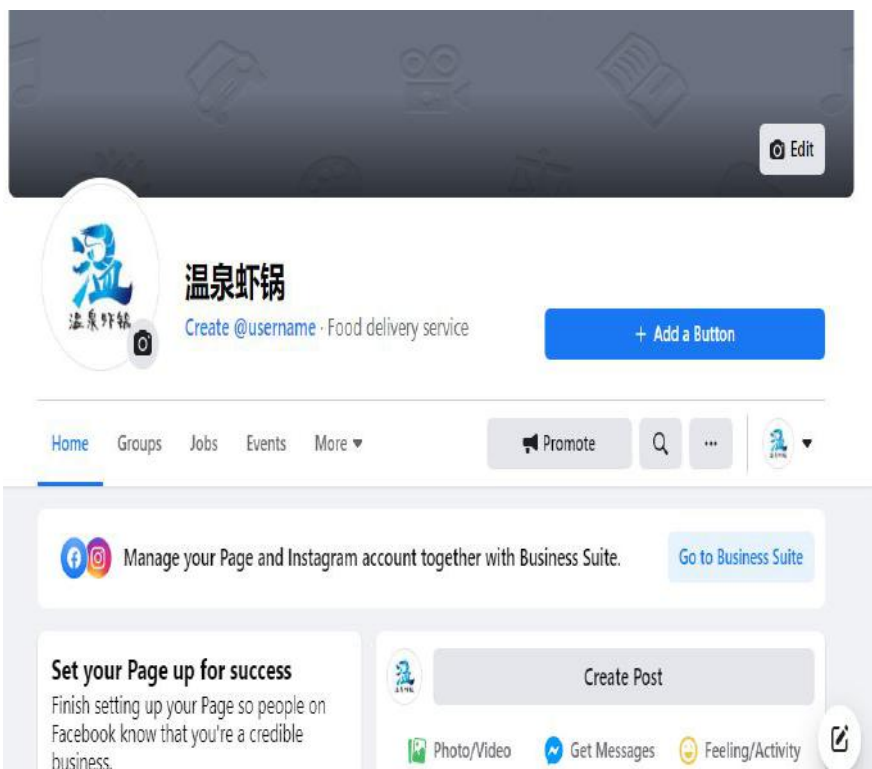 Edit
温
温泉虾锅
温泉虾锅
Create @username · Food delivery service
+ Add a Button
Home Groups Jobs Events More
Promote
Manage your Page and Instagram account together with Business Suite.
Go to Business Suite
Set your Page up for success
Finish setting up your Page so people on
Facebook know that you're a credible
business.
Create Post
Photo/Video Get Messages Feeling/Activity